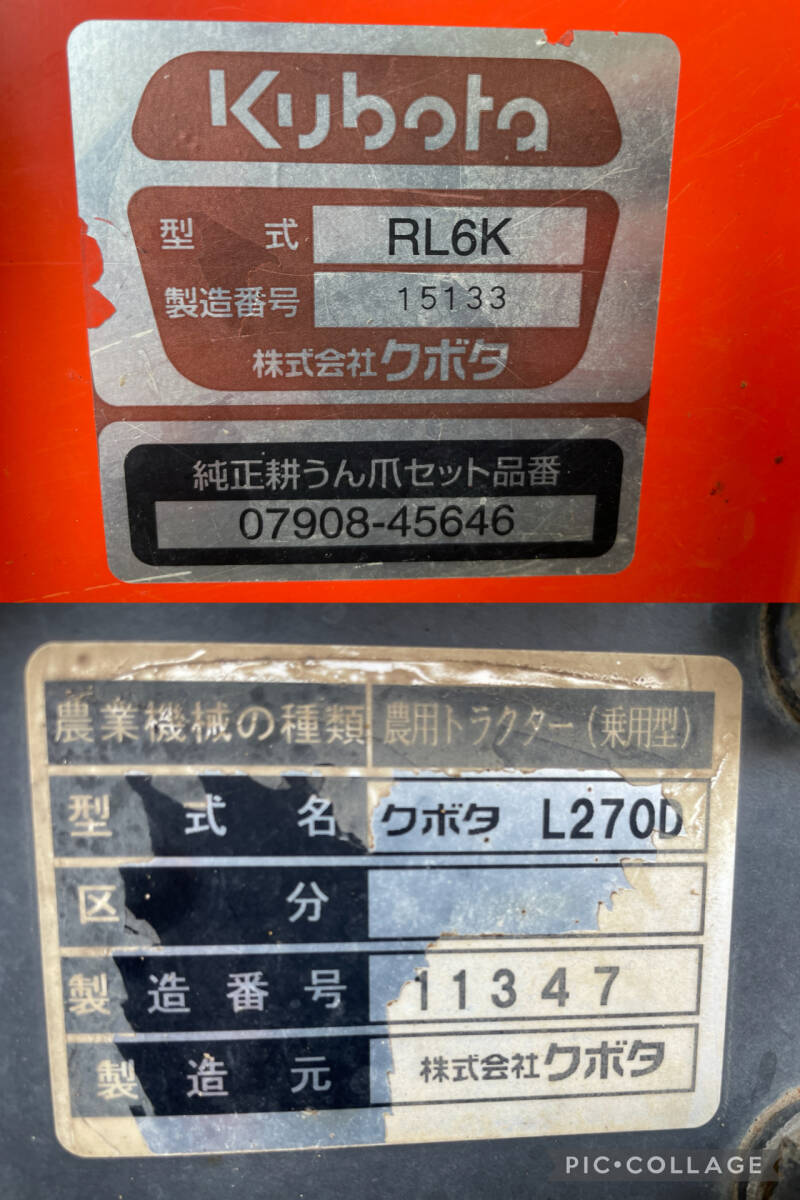 Kubota
型 式 RL6K
製造番号 15133
株式会社クボタ
純正耕うん爪セット品番
07908-45646
農業機械の種類 農用トラクター(乗用型)
型 式 名 クボタ L270D
区 分
製 造 番 号 11347
製 造 元 株式会社クボタ
PIC•COLLAGE